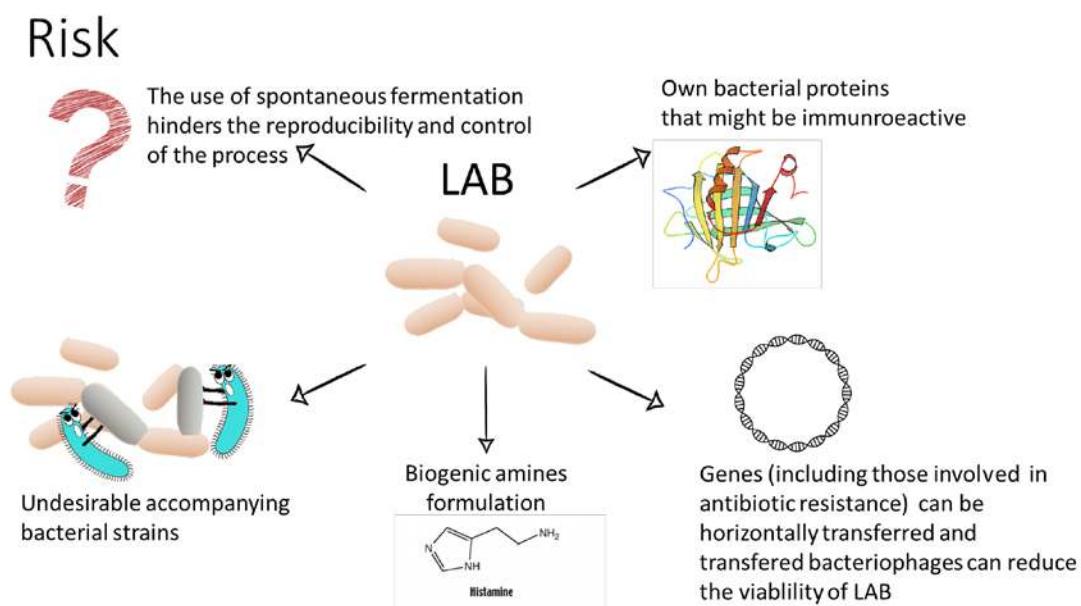 Risk
The use of spontaneous fermentation
hinders the reproducibility and control
of the process
Own bacterial proteins
that might be immunroeactive
LAB
Undesirable accompanying
bacterial strains
Biogenic amines
formulation
N
NH
NH₂
Histamine
Genes (including those involved in
antibiotic resistance) can be
horizontally transferred and
transfered bacteriophages can reduce
the viablility of LAB